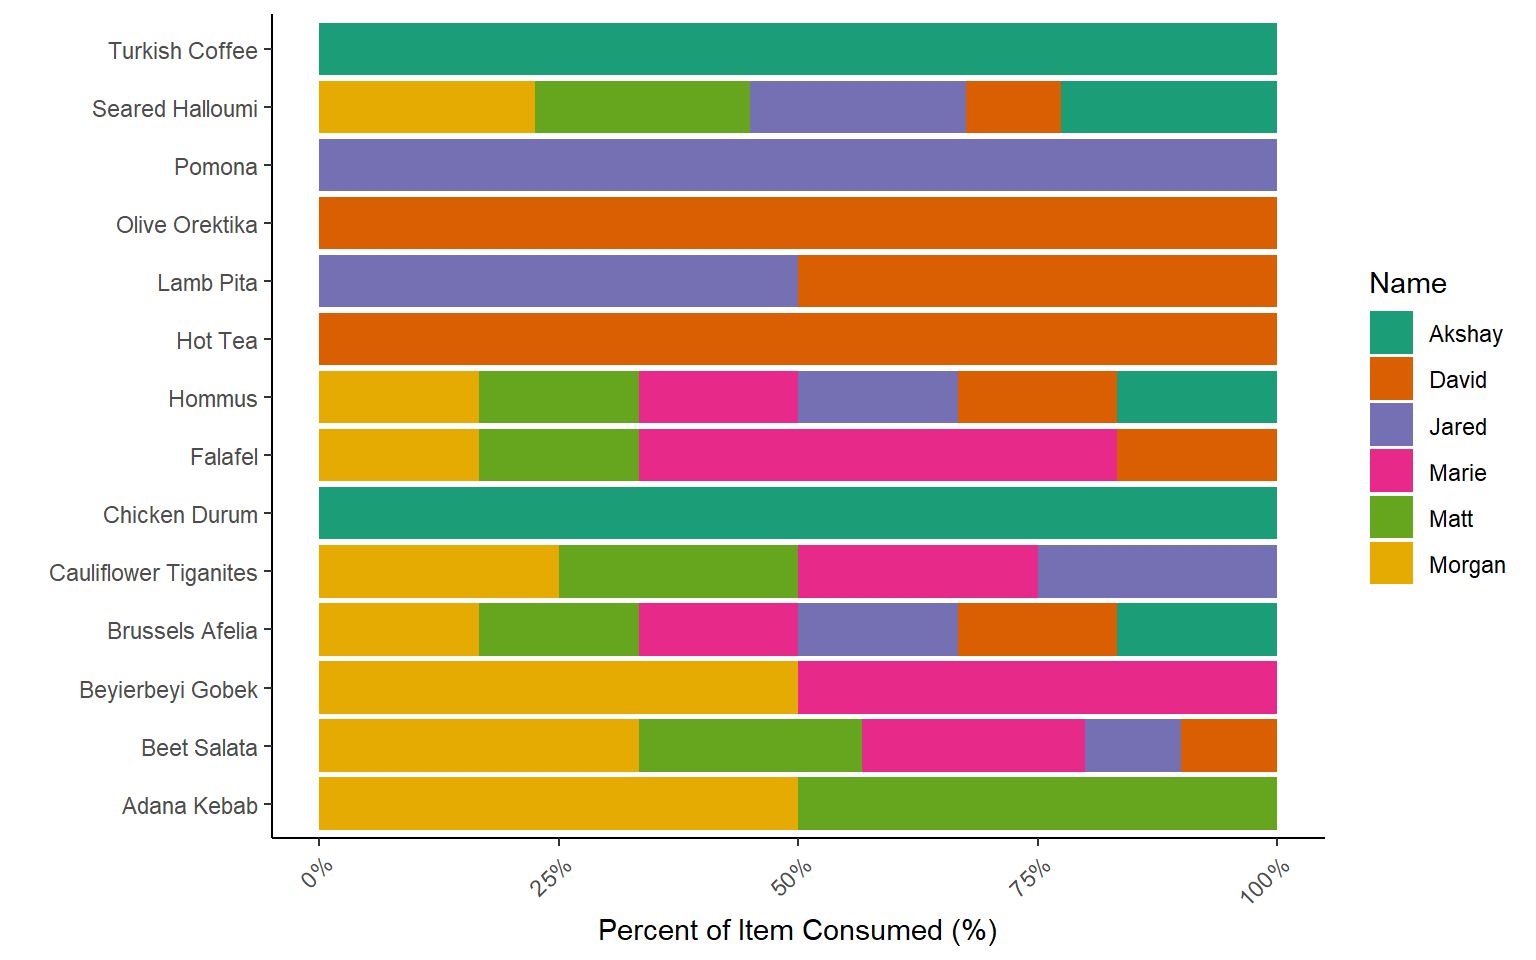 Turkish Coffee
Seared Halloumi
Pomona
Olive Orektika
Lamb Pita
Hot Tea
Hommus
Falafel
Chicken Durum
Cauliflower Tiganites
Brussels Afelia
Beyierbeyi Gobek
Beet Salata
Adana Kebab
0%
25%
50%
75%
100%
Percent of Item Consumed (%)
Name
Akshay
David
Jared
Marie
Matt
Morgan